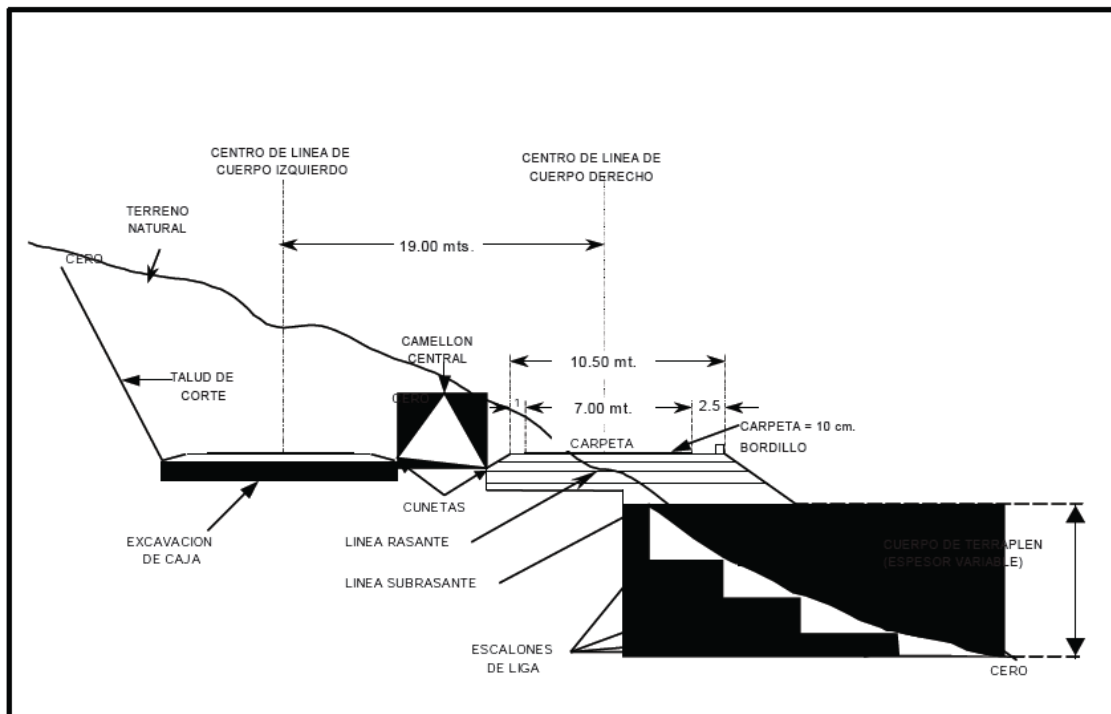 CENTRO DE LINEA DE
CUERPO IZQUIERDO
CENTRO DE LINEA DE
CUERPO DERECHO
TERRENO
NATURAL
19.00 mts.
CERO
CAMELLON
CENTRAL
10.50 mt.
TALUD DE
CORTE
CERO
1
7.00 mt.
2.5
CARPETA = 10 cm.
CARPETA
BORDILLO
CUNETAS
EXCAVACION
DE CAJA
LINEA RASANTE
CUERPO DE TERRAPLEN
(ESPESOR VARIABLE)
LINEA SUBRASANTE
ESCALONES
DE LIGA
CERO